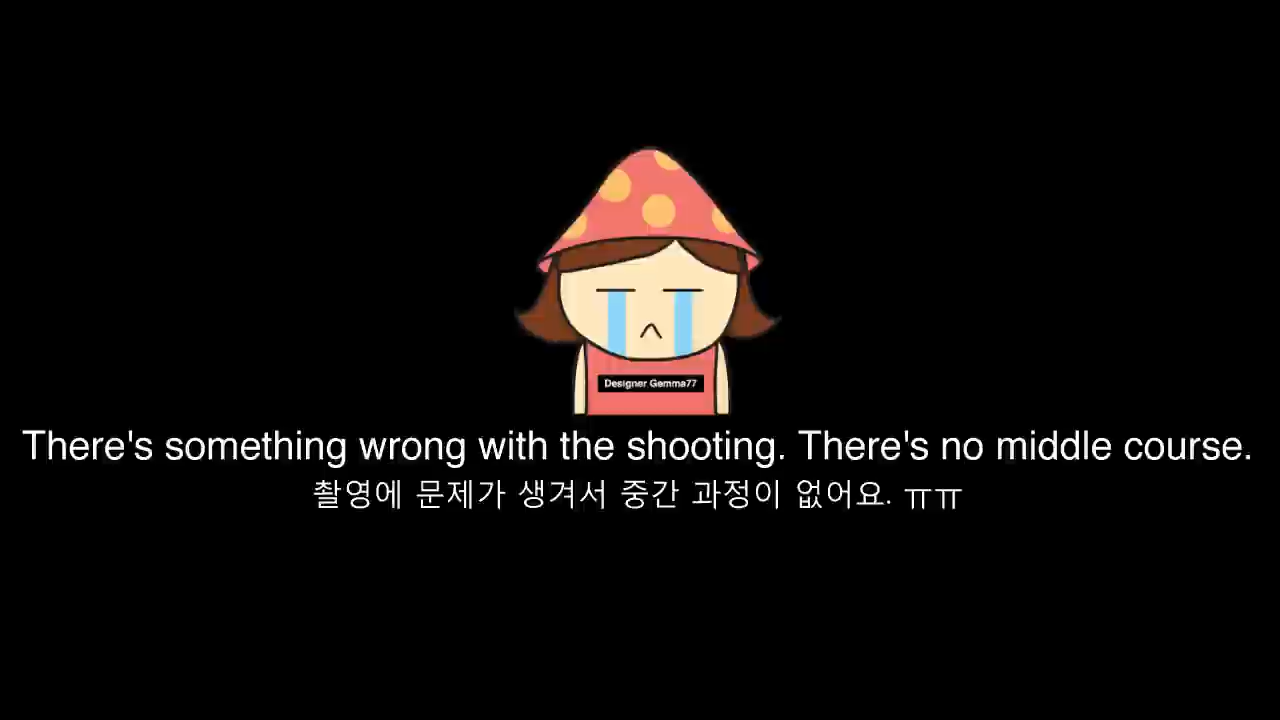 Designer Gemma77
There's something wrong with the shooting. There's no middle course.
촬영에 문제가 생겨서 중간 과정이 없어요. ㅠㅠ